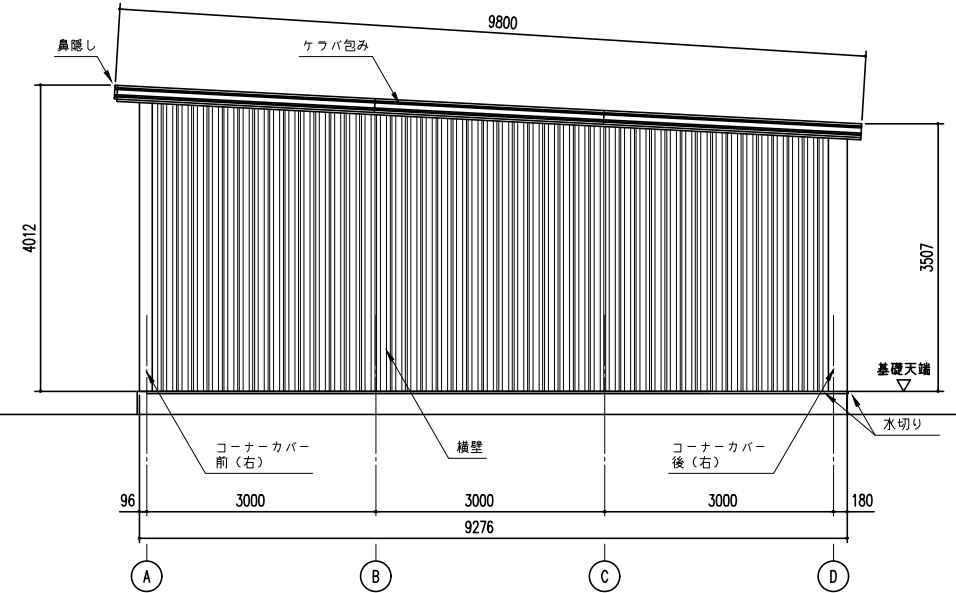 9800
鼻隠し
ケラバ包み
4012
3507
基礎天端
水切り
コーナーカバー
前（右）
横壁
コーナーカバー
後（右）
96
3000
3000
3000
180
9276
A
B
C
D